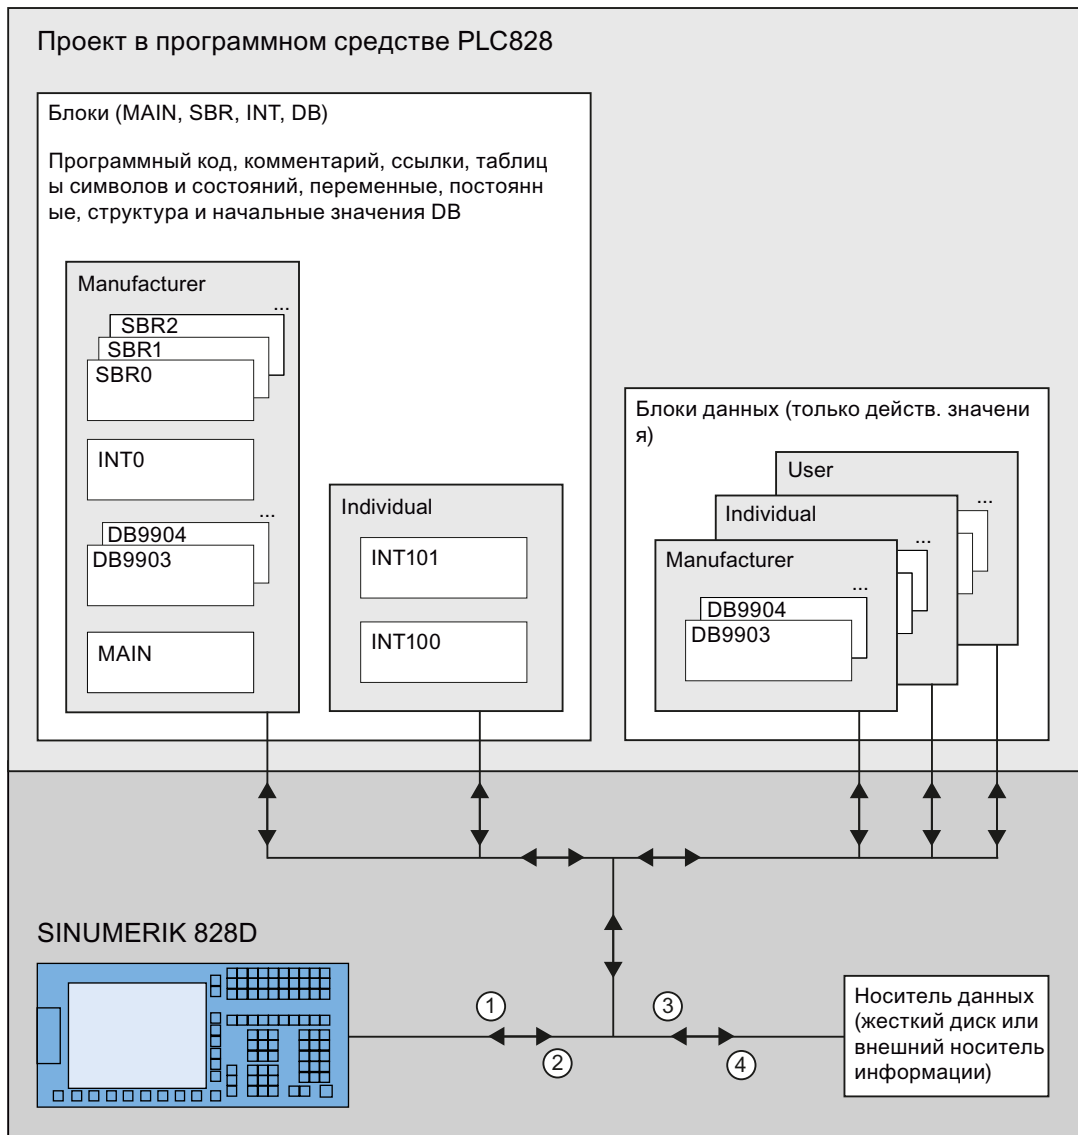 Проект в программном средстве PLC828
Блоки (MAIN, SBR, INT, DB)
Программный код, комментарий, ссылки, таблиц
ы символов и состояний, переменные, постоянн
ые, структура и начальные значения DB
Manufacturer
...
SBR2
SBR1
SBR0
INT0
...
DB9904
DB9903
MAIN
Individual
INT101
INT100
Блоки данных (только действ. значени
я)
User
...
Individual
...
Manufacturer
...
DB9904
DB9903
SINUMERIK 828D
1
2
3
4
Носитель данных
(жесткий диск или
внешний носитель
информации)